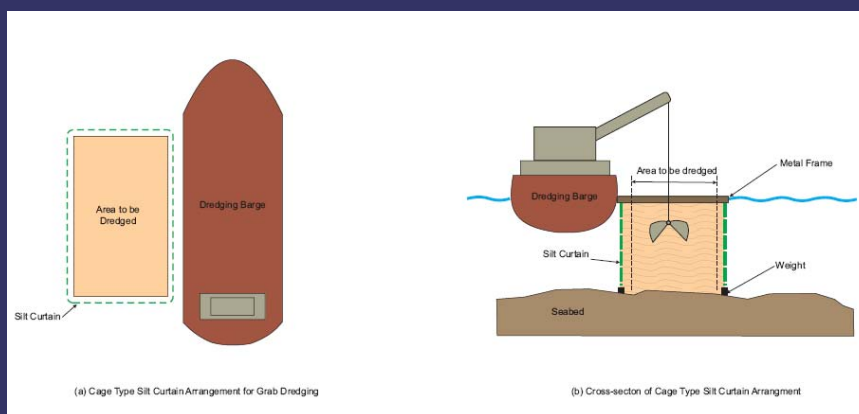 Area to be
Dredged
Dredging Barge
Silt Curtain
(a) Cage Type Silt Curtain Arrangement for Grab Dredging
Area to be dredged
Metal Frame
Dredging Barge
Silt Curtain
Weight
Seabed
(b) Cross-secton of Cage Type Silt Curtain Arrangment